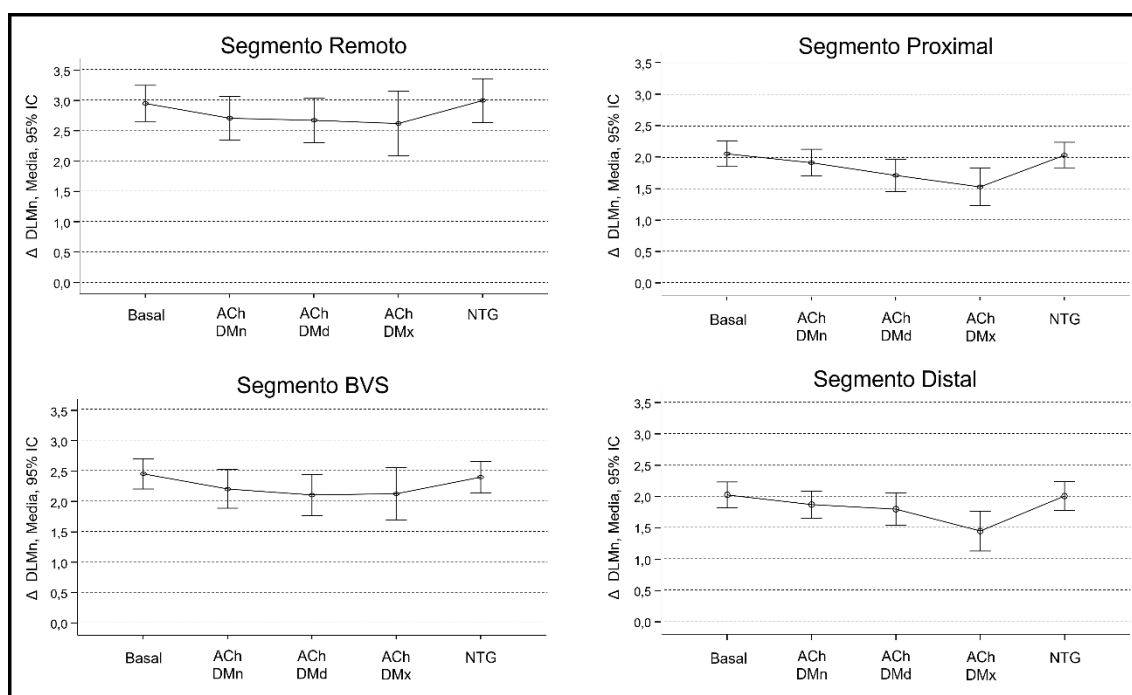 Segmento Remoto
Δ DLMn, Media, 95% IC
3,5
3,0
2,5
2,0
1,5
1,0
0,5
0,0
Basal
ACh
DMn
ACh
DMd
ACh
DMx
NTG
Segmento Proximal
Δ DLMn, Media, 95% IC
3,5
3,0
2,5
2,0
1,5
1,0
0,5
0,0
Basal
ACh
DMn
ACh
DMd
ACh
DMx
NTG
Segmento BVS
Δ DLMn, Media, 95% IC
3,5
3,0
2,5
2,0
1,5
1,0
0,5
0,0
Basal
ACh
DMn
ACh
DMd
ACh
DMx
NTG
Segmento Distal
Δ DLMn, Media, 95% IC
3,5
3,0
2,5
2,0
1,5
1,0
0,5
0,0
Basal
ACh
DMn
ACh
DMd
ACh
DMx
NTG